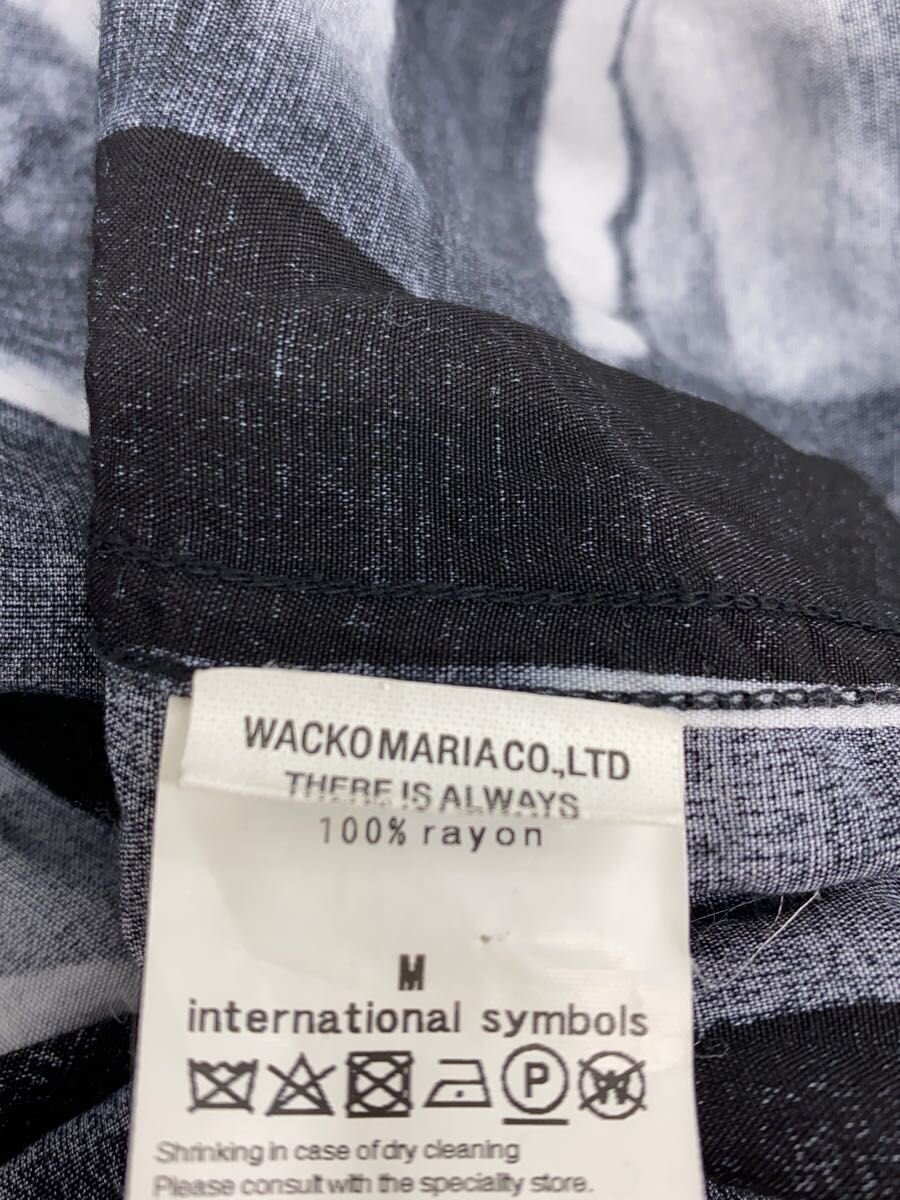 WACKO MARIA CO.,LTD
THERE IS ALWAYS
100% rayon
M
international symbols
P W
Shrinking in case of dry cleaning
Please consult with the specialty store.